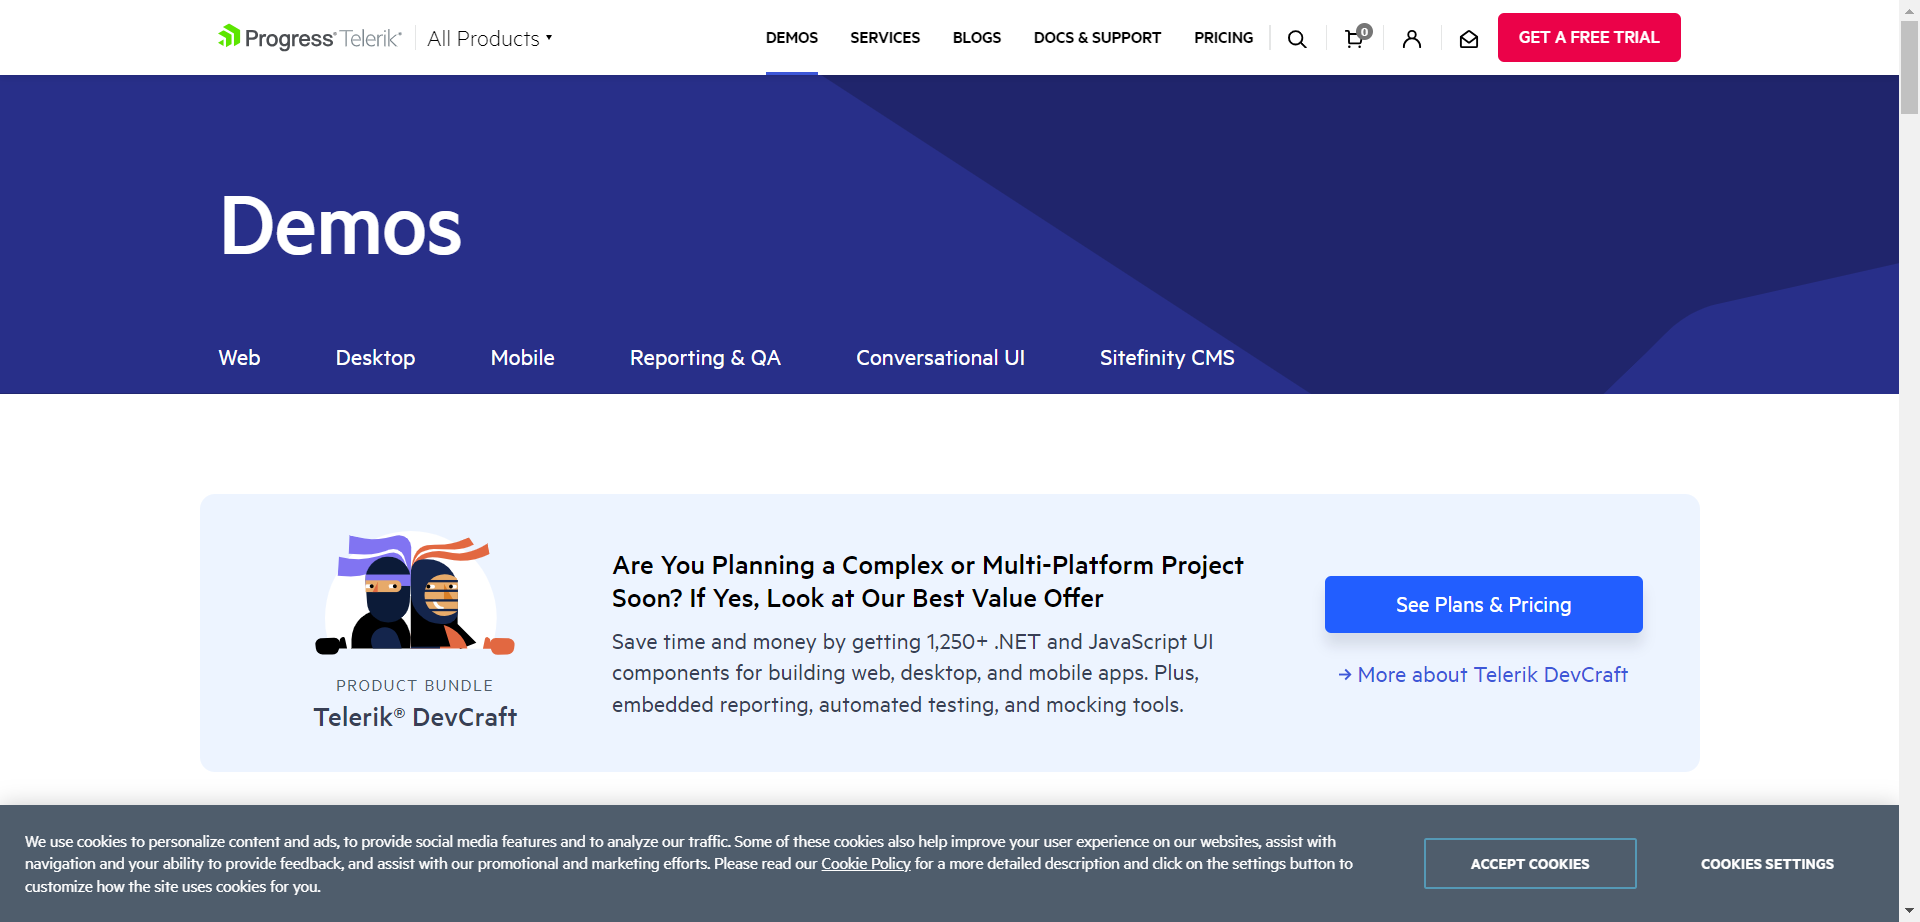 Progress Telerik All Products DEMOS SERVICES BLOGS DOCS & SUPPORT PRICING 0 GET A FREE TRIAL
Demos
Web Desktop Mobile Reporting & QA Conversational UI Sitefinity CMS
PRODUCT BUNDLE
Telerik® DevCraft
Are You Planning a Complex or Multi-Platform Project
Soon? If Yes, Look at Our Best Value Offer
Save time and money by getting 1,250+ .NET and JavaScript UI
components for building web, desktop, and mobile apps. Plus,
embedded reporting, automated testing, and mocking tools.
See Plans & Pricing
More about Telerik DevCraft
We use cookies to personalize content and ads, to provide social media features and to analyze our traffic. Some of these cookies also help improve your user experience on our websites, assist with
navigation and your ability to provide feedback, and assist with our promotional and marketing efforts. Please read our Cookie Policy for a more detailed description and click on the settings button to
customize how the site uses cookies for you.
ACCEPT COOKIES
COOKIES SETTINGS